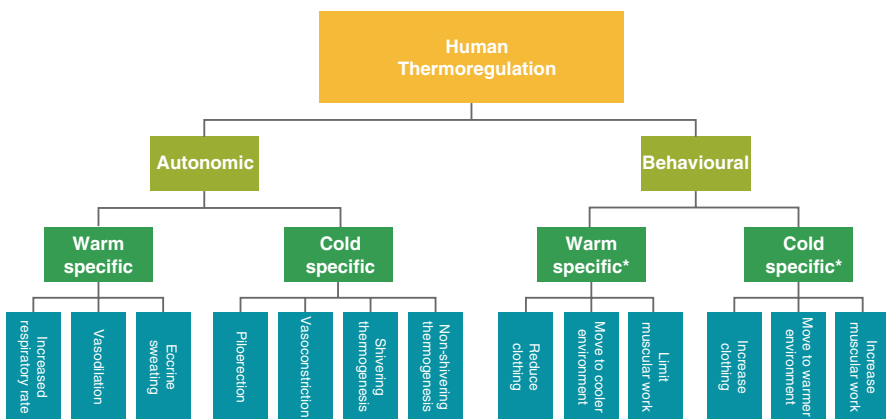 Human
Thermoregulation
Autonomic
Behavioural
Warm
specific
Cold
specific
Warm
specific*
Cold
specific*
Increased
respiratory rate
Vasodilation
Eccrine
sweating
Piloerection
Vasoconstriction
Shivering
thermogenesis
Non-shivering
thermogenesis
Reduce
clothing
Move to cooler
environment
Limit
muscular work
Increase
clothing
Move to warmer
environment
Increase
muscular work